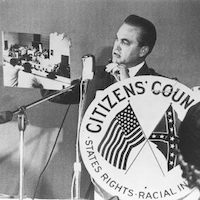 CITIZENS' COUN
STATES RIGHTS-RACIAL IN